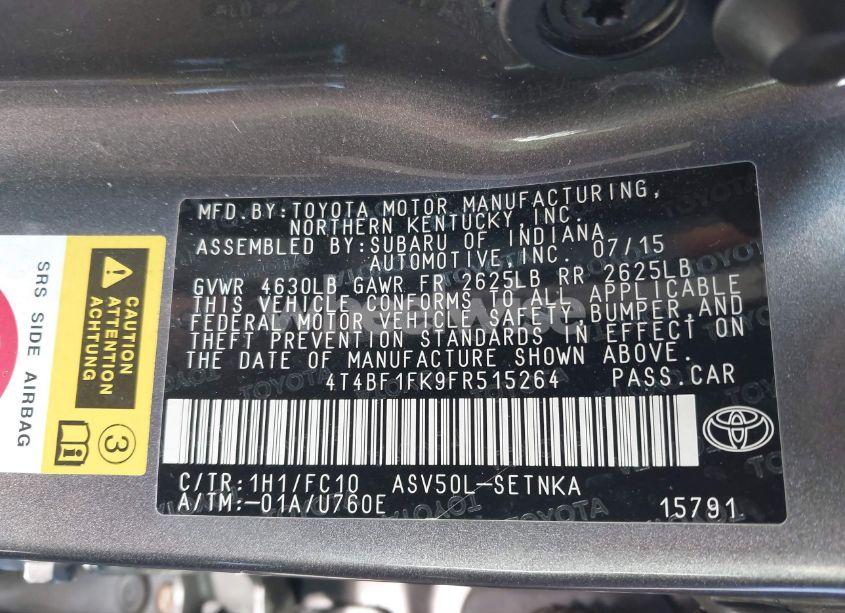 MFD.BY:TOYOTA MOTOR MANUFACTURING,
NORTHERN KENTUCKY,INC.
ASSEMBLED BY:SUBARU OF INDIANA
AUTOMOTIVE,INC. 07/15
GVWR 4630LB GAWR FR 2625LB RR 2625LB
THIS VEHICLE CONFORMS TO ALL APPLICABLE
FEDERAL MOTOR VEHICLE SAFETY,BUMPER,AND
THEFT PREVENTION STANDARDS IN EFFECT ON
THE DATE OF MANUFACTURE SHOWN ABOVE.
4T4BF1FK9FR515264 PASS.CAR
C/TR:1H1/FC10 ASV50L-SETNKA
A/TM:-01A/U760E 15791
SRS SIDE AIRBAG
CAUTION
ATTENTION
ACHTUNG
3
TOYOTA